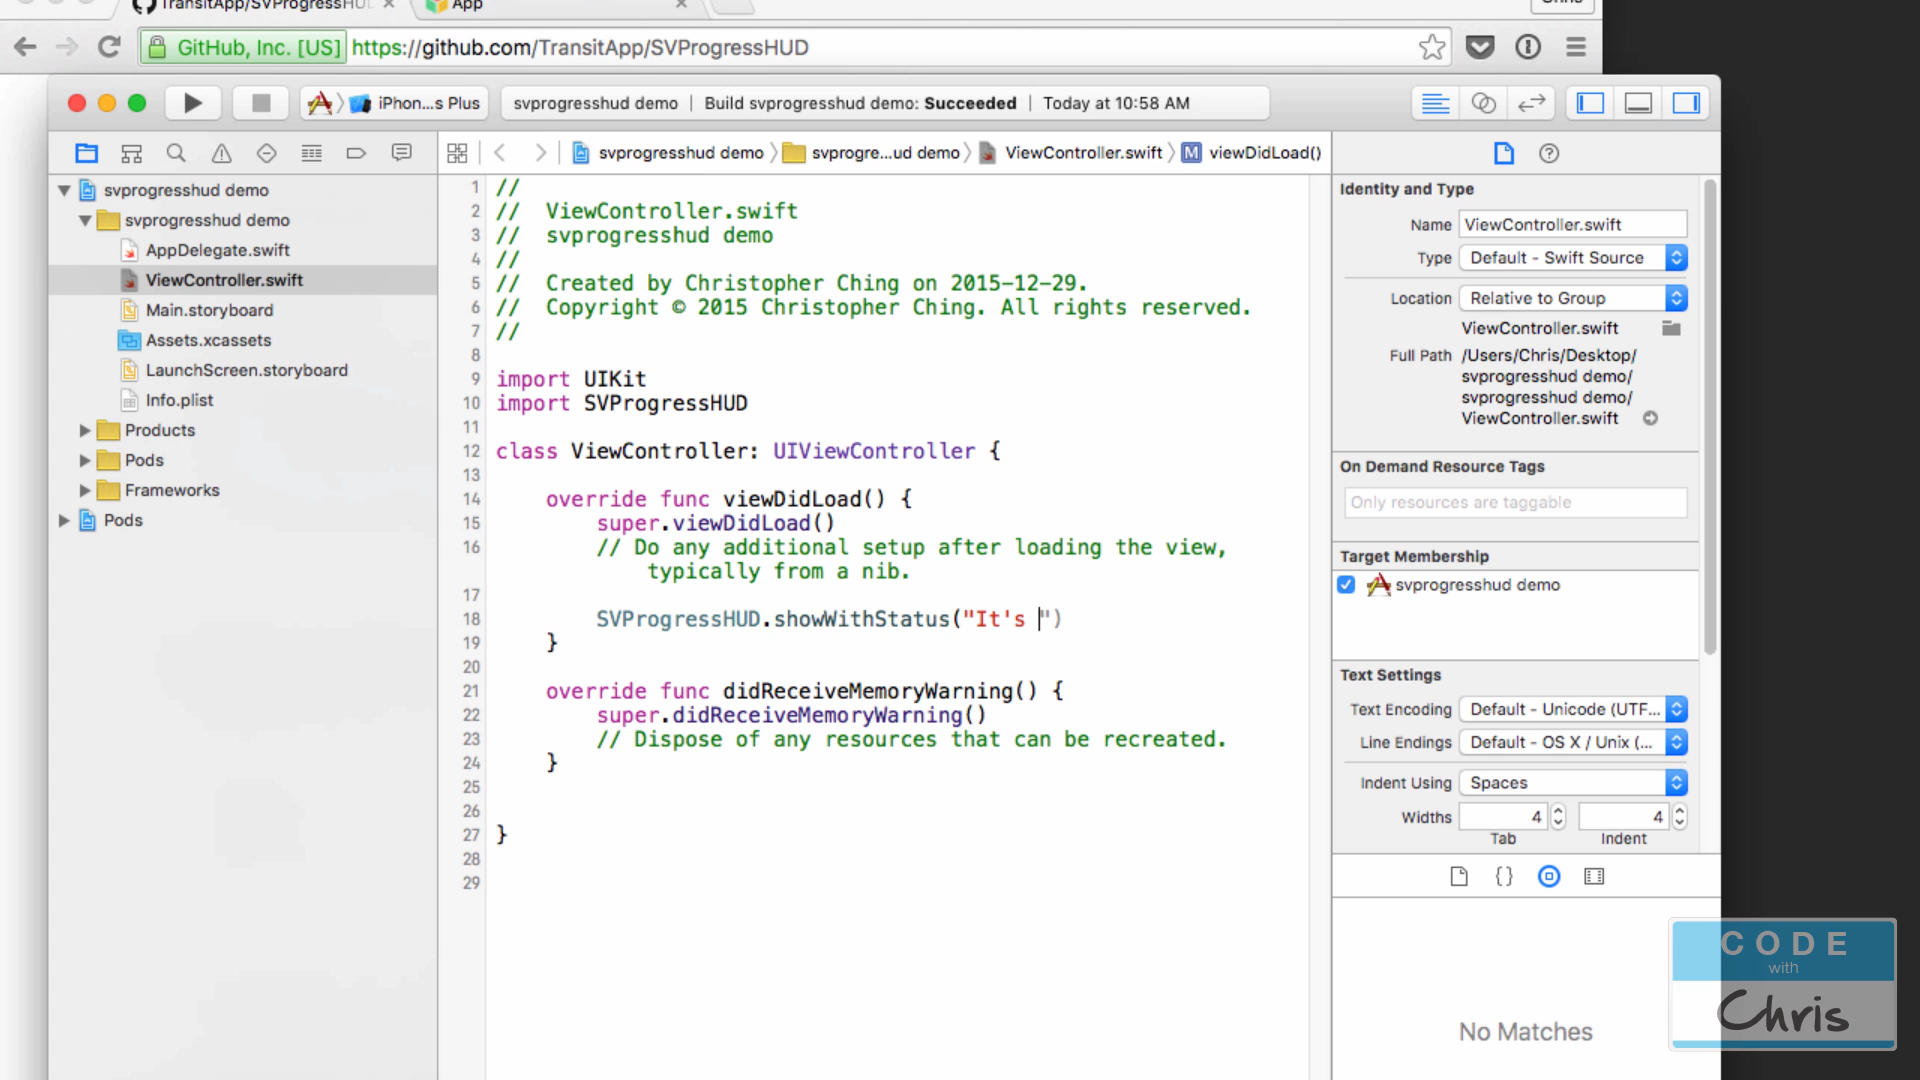 TransitApp/SVProgressHUD
App
Chris
GitHub, Inc. [US] https://github.com/TransitApp/SVProgressHUD
iPhon...s Plus
svprogresshud demo | Build svprogresshud demo: Succeeded | Today at 10:58 AM
svprogresshud demo
svprogre...ud demo
ViewController.swift
M viewDidLoad()
svprogresshud demo
svprogresshud demo
AppDelegate.swift
ViewController.swift
Main.storyboard
Assets.xcassets
LaunchScreen.storyboard
Info.plist
Products
Pods
Frameworks
Pods
1 //
2 // ViewController.swift
3 // svprogresshud demo
4 //
5 // Created by Christopher Ching on 2015-12-29.
6 // Copyright © 2015 Christopher Ching. All rights reserved.
7 //
8
9 import UIKit
10 import SVProgressHUD
11
12 class ViewController: UIViewController {
13
14 override func viewDidLoad() {
15 super.viewDidLoad()
16 // Do any additional setup after loading the view,
typically from a nib.
17
18 SVProgressHUD.showWithStatus("It's ")
19 }
20
21 override func didReceiveMemoryWarning() {
22 super.didReceiveMemoryWarning()
23 // Dispose of any resources that can be recreated.
24 }
25
26
27 }
28
29
Identity and Type
Name ViewController.swift
Type Default - Swift Source
Location Relative to Group
ViewController.swift
Full Path /Users/Chris/Desktop/
svprogresshud demo/
svprogresshud demo/
ViewController.swift
On Demand Resource Tags
Only resources are taggable
Target Membership
svprogresshud demo
Text Settings
Text Encoding Default - Unicode (UTF...
Line Endings Default - OS X / Unix (...
Indent Using Spaces
Widths 4 4
Tab Indent
{}
No Matches
CODE
with
Chris